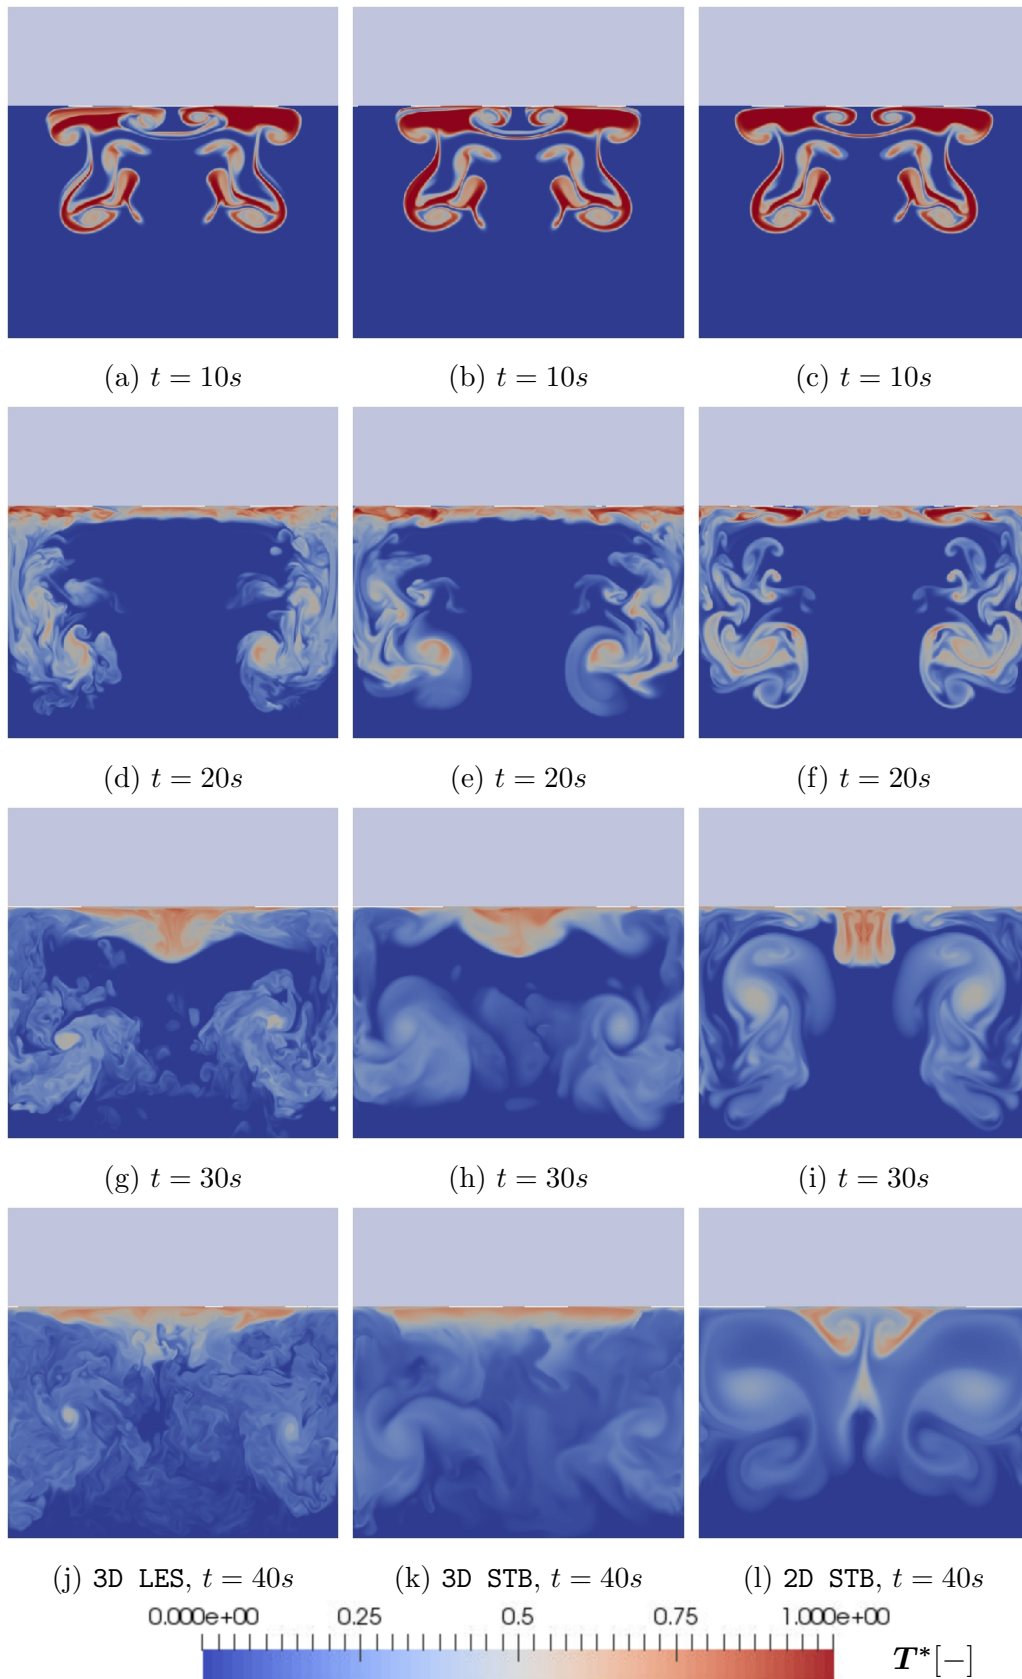 (a) t = 10s (b) t = 10s (c) t = 10s
(d) t = 20s (e) t = 20s (f) t = 20s
(g) t = 30s (h) t = 30s (i) t = 30s
(j) 3D LES, t = 40s (k) 3D STB, t = 40s (l) 2D STB, t = 40s
0.000e+00 0.25 0.5 0.75 1.000e+00
T*[−]